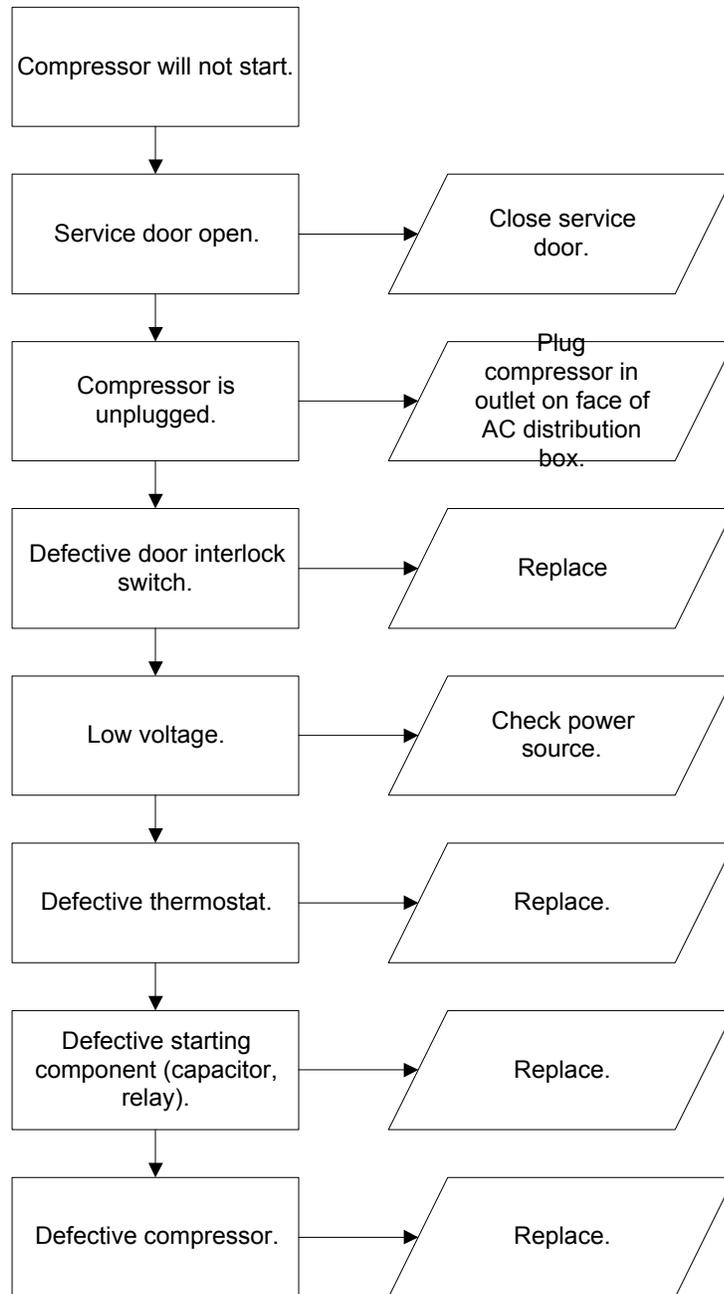 Compressor will not start.
Service door open.
Close service
door.
Compressor is
unplugged.
Plug
compressor in
outlet on face of
AC distribution
box.
Defective door interlock
switch.
Replace
Low voltage.
Check power
source.
Defective thermostat.
Replace.
Defective starting
component (capacitor,
relay).
Replace.
Defective compressor.
Replace.